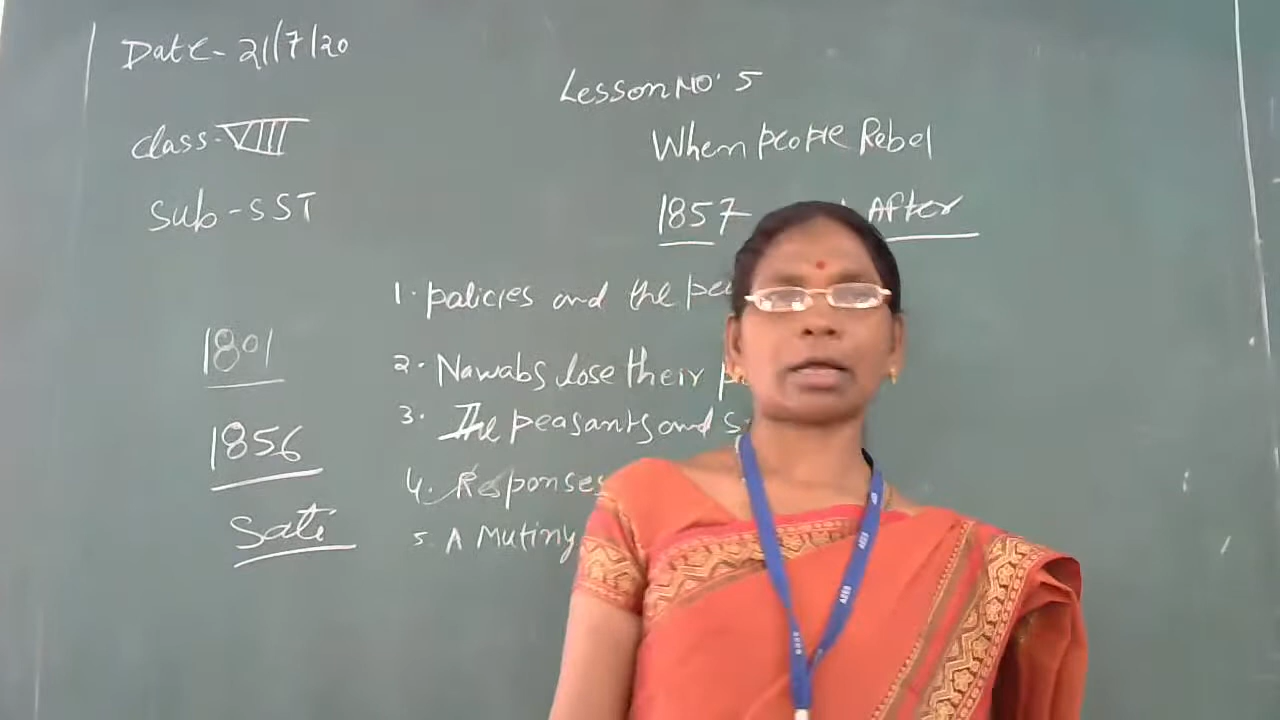 Date- 21/7/20
Lesson No. 5
class- VIII
When people Rebel
Sub - SST
1857 After
1. policies and the
1801
2. Nawabs lose their
3. The peasants and
1856
4. Responses
Sati
5. A Mutiny